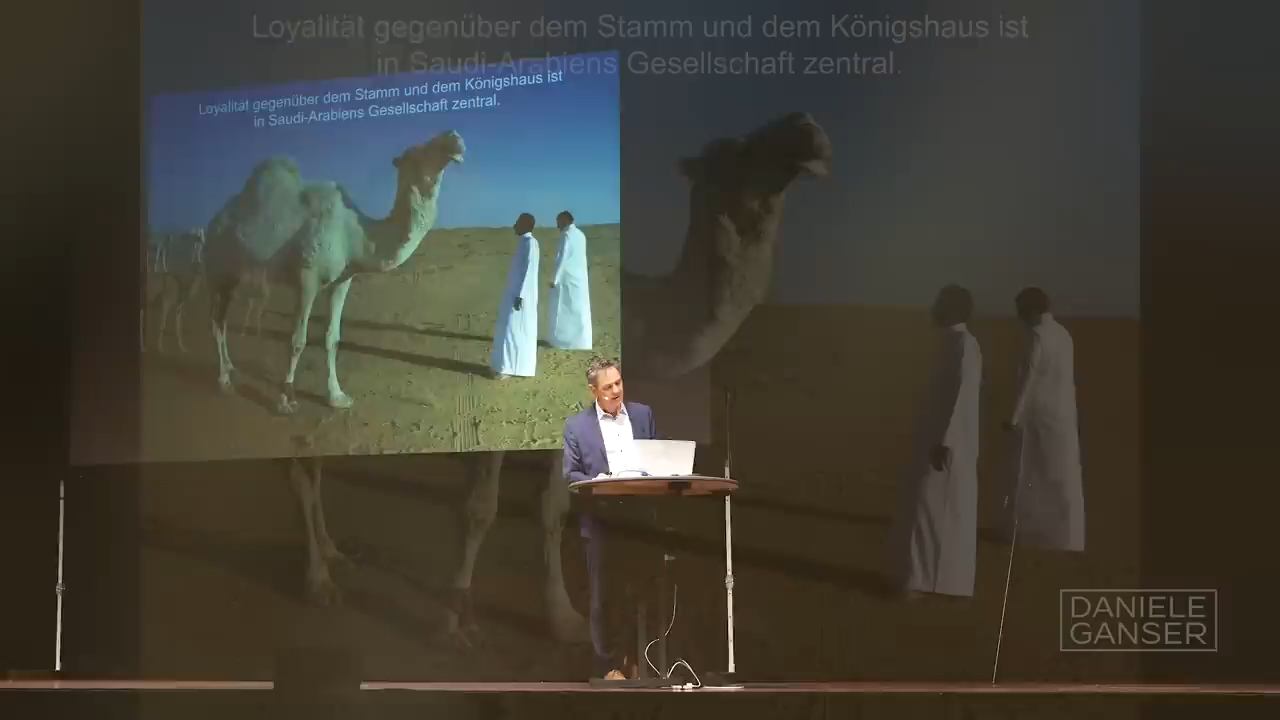 Loyalität gegenüber dem Stamm und dem Königshaus ist
in Saudi-Arabiens Gesellschaft zentral.
Loyalität gegenüber dem Stamm und dem Königshaus ist
in Saudi-Arabiens Gesellschaft zentral.
DANIELE
GANSER